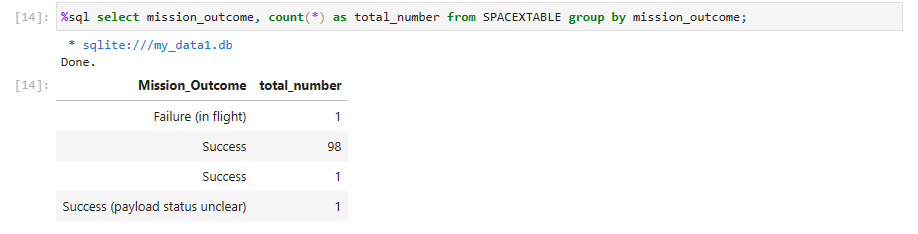 [14]: %sql select mission_outcome, count(*) as total_number from SPACEXTABLE group by mission_outcome;
* sqlite:///my_data1.db
Done.
[14]: Mission_Outcome total_number
Failure (in flight) 1
Success 98
Success 1
Success (payload status unclear) 1